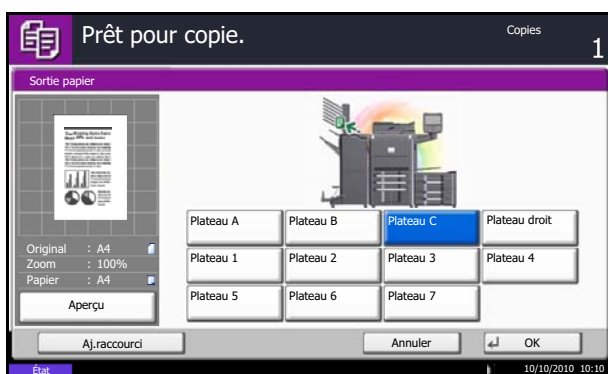 Prêt pour copie.
Copies
1
Sortie papier
Original : A4
Zoom : 100%
Papier : A4
Aperçu
Plateau A
Plateau B
Plateau C
Plateau droit
Plateau 1
Plateau 2
Plateau 3
Plateau 4
Plateau 5
Plateau 6
Plateau 7
Aj.raccourci
Annuler
OK
État
10/10/2010 10:10